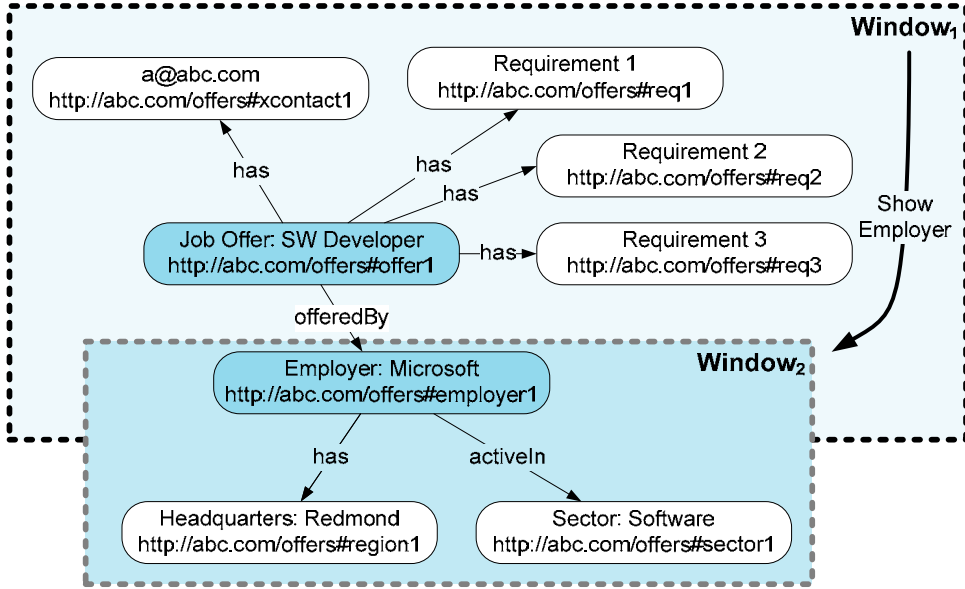 Window1
a@abc.com
http://abc.com/offers#xcontact1
Requirement 1
http://abc.com/offers#req1
has
has
Requirement 2
http://abc.com/offers#req2
has
Show
Employer
Job Offer: SW Developer
http://abc.com/offers#offer1
has
Requirement 3
http://abc.com/offers#req3
offeredBy
Window2
Employer: Microsoft
http://abc.com/offers#employer1
has
activeIn
Headquarters: Redmond
http://abc.com/offers#region1
Sector: Software
http://abc.com/offers#sector1